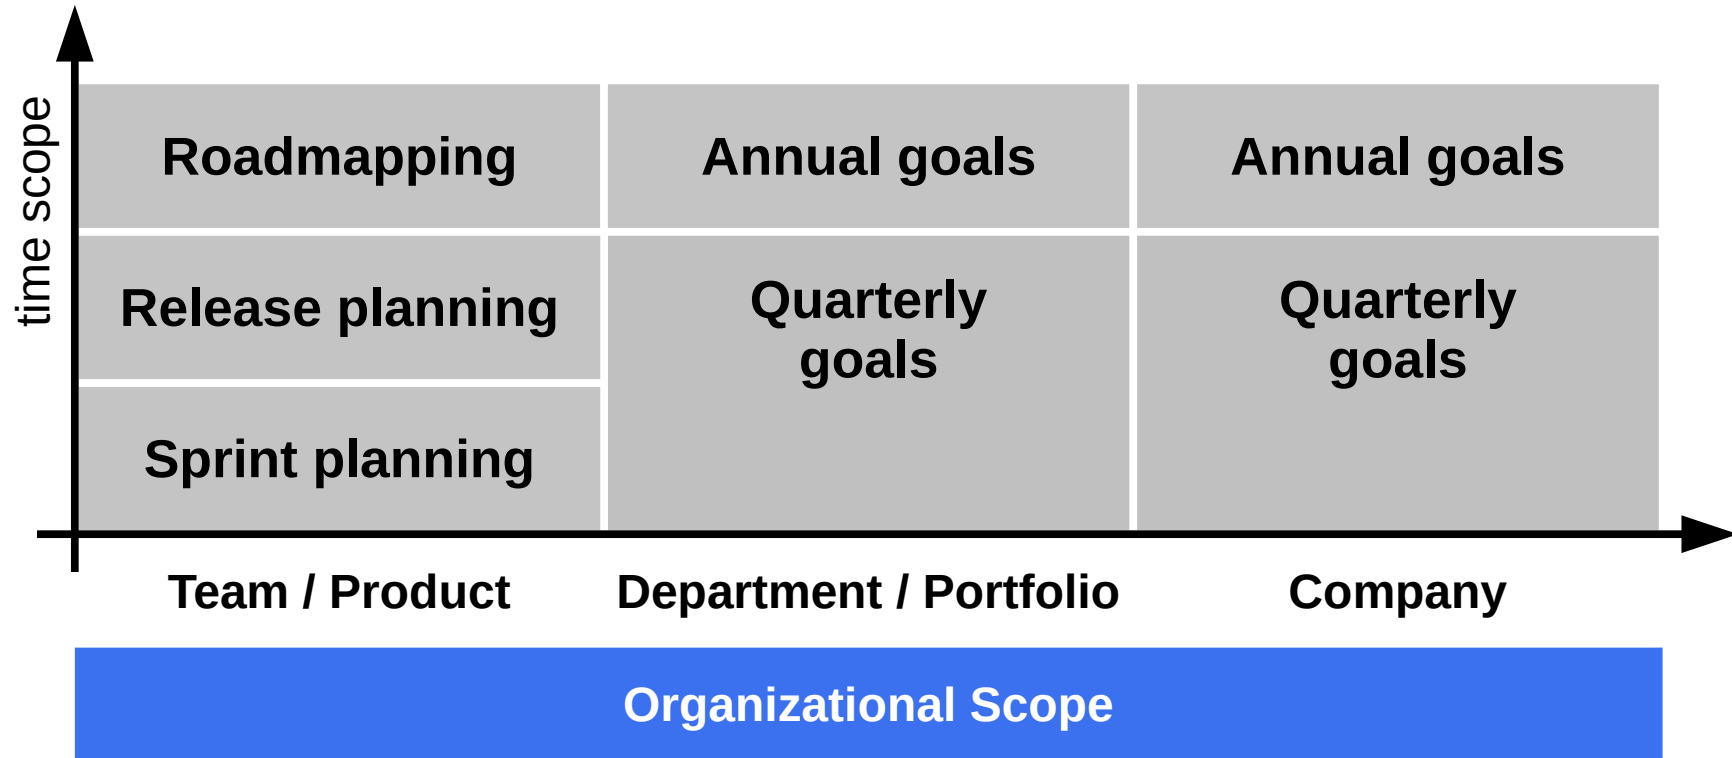 time scope
Roadmapping
Annual goals
Annual goals
Release planning
Quarterly
goals
Quarterly
goals
Sprint planning
Team / Product
Department / Portfolio
Company
Organizational Scope